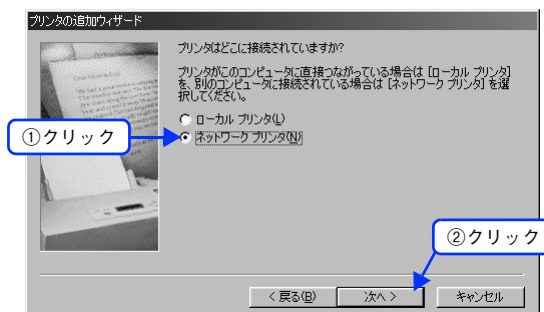 プリンタの追加ウィザード
プリンタはどこに接続されていますか?
プリンタがこのコンピュータに直接つながっている場合は [ローカル プリンタ]
を、別のコンピュータに接続されている場合は [ネットワーク プリンタ] を選
択してください。
ローカル プリンタ(L)
①クリック
ネットワーク プリンタ(N)
②クリック
< 戻る(B)
次へ >
キャンセル